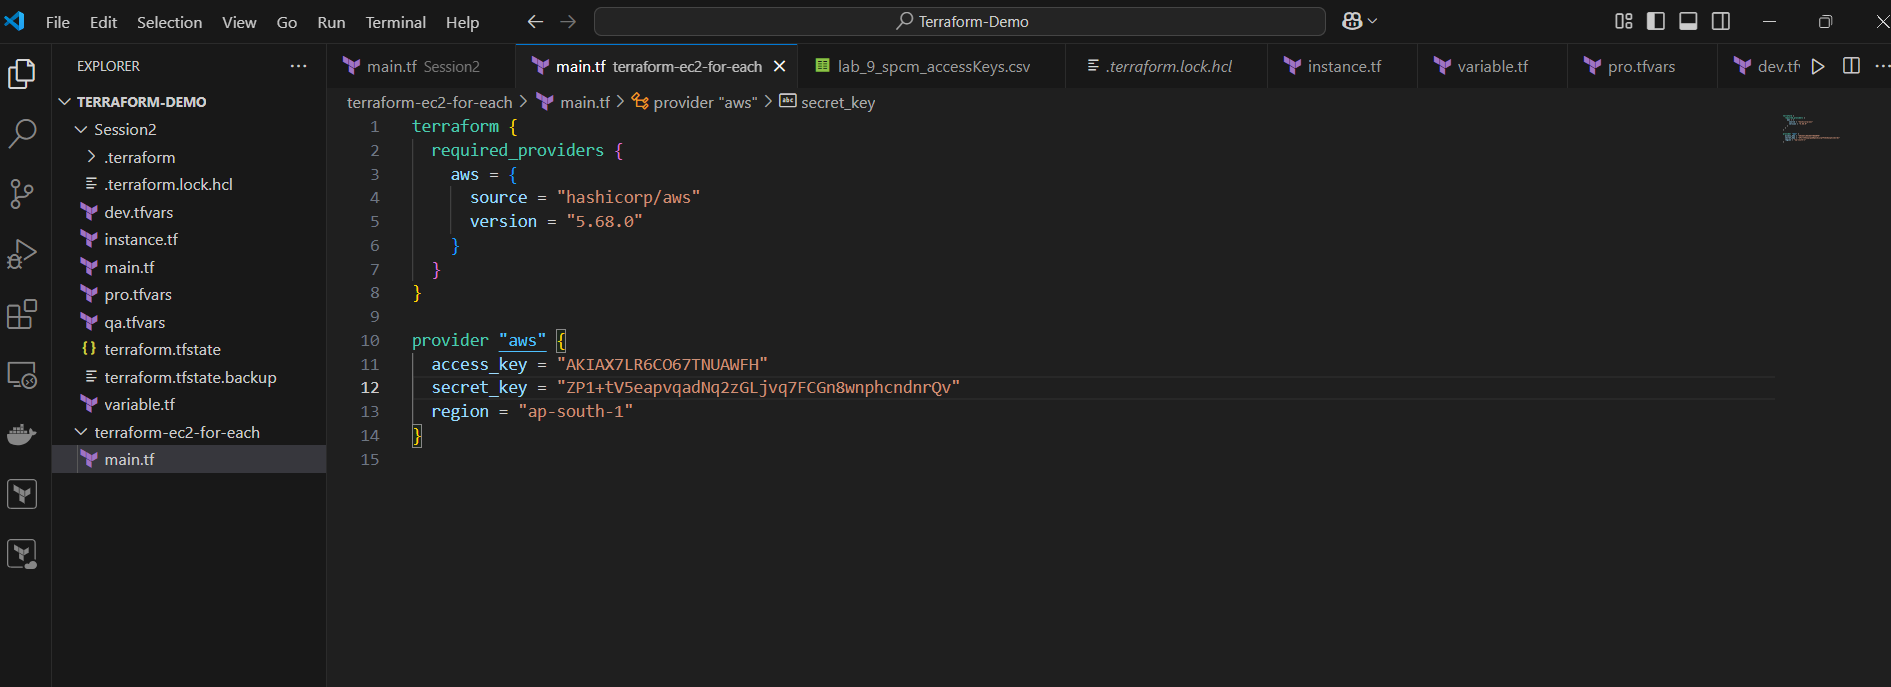 File Edit Selection View Go Run Terminal Help
Terraform-Demo
EXPLORER
TERRAFORM-DEMO
Session2
.terraform
.terraform.lock.hcl
dev.tfvars
instance.tf
main.tf
pro.tfvars
qa.tfvars
{} terraform.tfstate
terraform.tfstate.backup
variable.tf
terraform-ec2-for-each
main.tf
main.tf Session2
main.tf terraform-ec2-for-each
lab_9_spcm_accessKeys.csv
.terraform.lock.hcl
instance.tf
variable.tf
pro.tfvars
dev.tfv
terraform-ec2-for-each > main.tf > provider "aws" > abc secret_key
1 terraform {
2 required_providers {
3 aws = {
4 source = "hashicorp/aws"
5 version = "5.68.0"
6 }
7 }
8 }
9
10 provider "aws" {
11 access_key = "AKIAX7LR6CO67TNUAWFH"
12 secret_key = "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"
13 region = "ap-south-1"
14 }
15